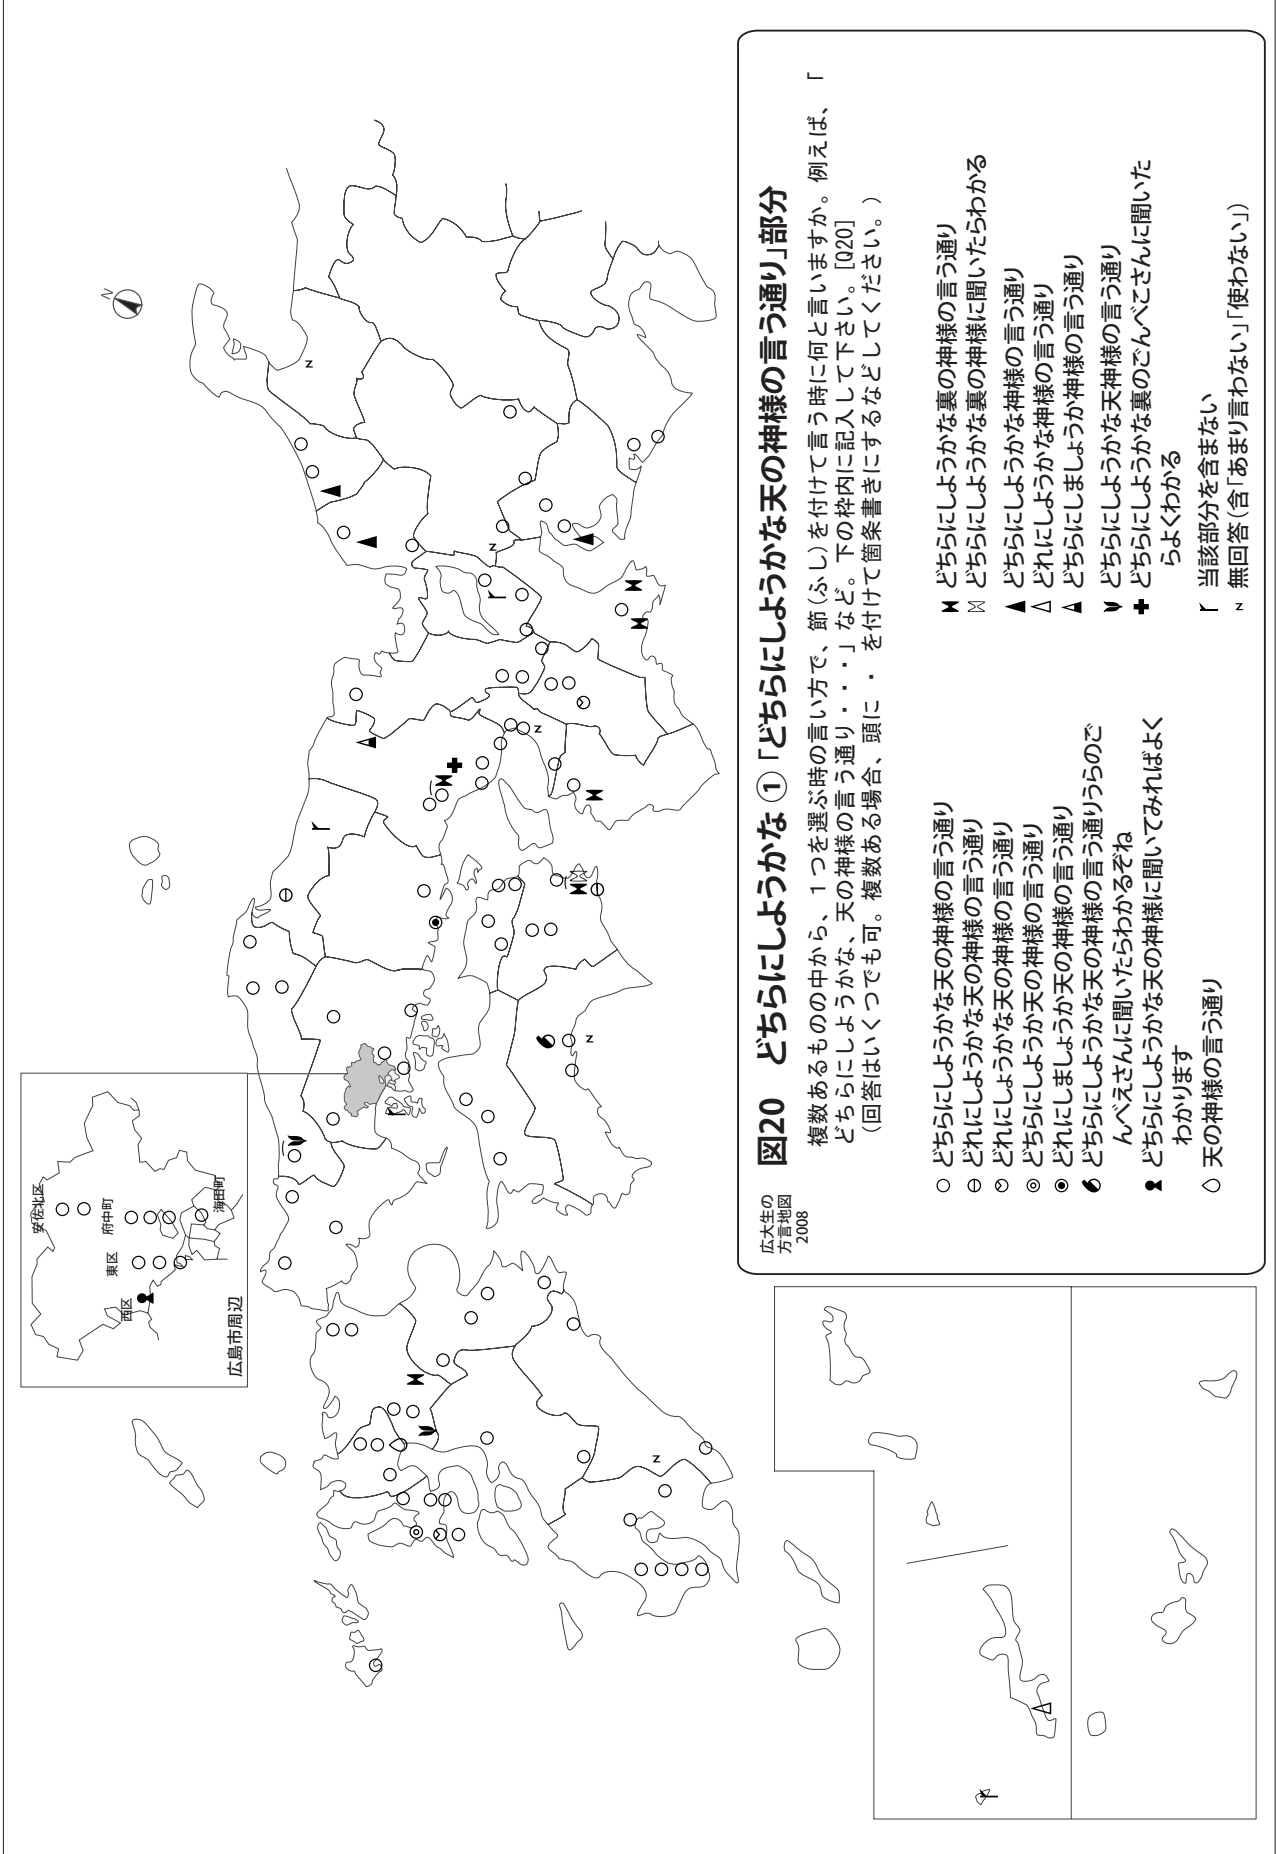 図20　どちらにしようかな①「どちらにしようかな天の神様の言う通り」部分
広大生の
方言地図
2008
複数あるものの中から、１つを選ぶ時の言い方で、節(ふし)を付けて言う時に何と言いますか。例えば、「
どちらにしようかな、天の神様の言う通り・・・」など。下の枠内に記入して下さい。[Q20]
（回答はいくつでも可。複数ある場合、頭に ・ を付けて箇条書きにするなどしてください。）
どちらにしようかな天の神様の言う通り
どれにしようかな天の神様の言う通り
どれにしょうかな天の神様の言う通り
どちらにしようか天の神様の言う通り
どれにしましょうか天の神様の言う通り
どちらにしようかな天の神様の言う通りうらのご
んべえさんに聞いたらわかるぞね
どちらにしようかな天の神様に聞いてみればよく
わかります
天の神様の言う通り
どちらにしようかな裏の神様の言う通り
どちらにしようかな裏の神様に聞いたらわかる
どちらにしようかな神様の言う通り
どれにしようかな神様の言う通り
どちらにしましょうか神様の言う通り
どちらにしようかな天神様の言う通り
どちらにしようかな裏のごんべこさんに聞いた
らよくわかる
当該部分を含まない
N 無回答(含「あまり言わない」「使わない」)
広島市周辺
西区
東区
安佐北区
府中町
海田町
N
N
N
N
N
N